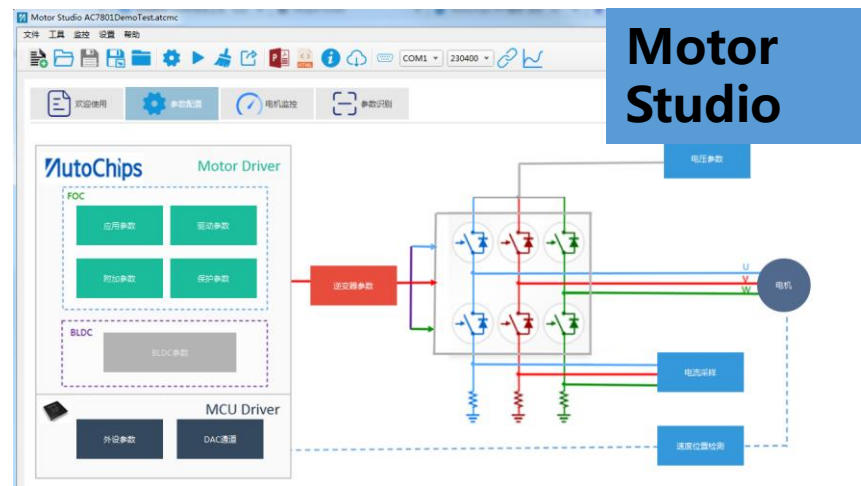 Motor Studio AC7801DemoTest.atcmc
文件 工具 监控 设置 帮助
COM1 230400
Motor
Studio
欢迎使用 参数配置 电机监控 参数识别
AutoChips Motor Driver
FOC
应用参数 驱动参数
附加参数 保护参数
BLDC
BLDC参数
MCU Driver
外设参数 DAC通道
逆变器参数
电压参数
U
V
W
电机
电流采样
速度位置检测